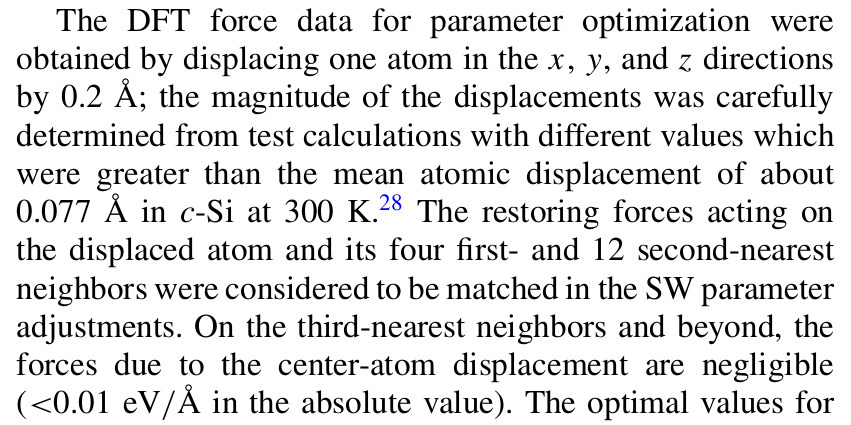 The DFT force data for parameter optimization were
obtained by displacing one atom in the x, y, and z directions
by 0.2 Å; the magnitude of the displacements was carefully
determined from test calculations with different values which
were greater than the mean atomic displacement of about
0.077 Å in c-Si at 300 K.28 The restoring forces acting on
the displaced atom and its four first- and 12 second-nearest
neighbors were considered to be matched in the SW parameter
adjustments. On the third-nearest neighbors and beyond, the
forces due to the center-atom displacement are negligible
(<0.01 eV/Å in the absolute value). The optimal values for